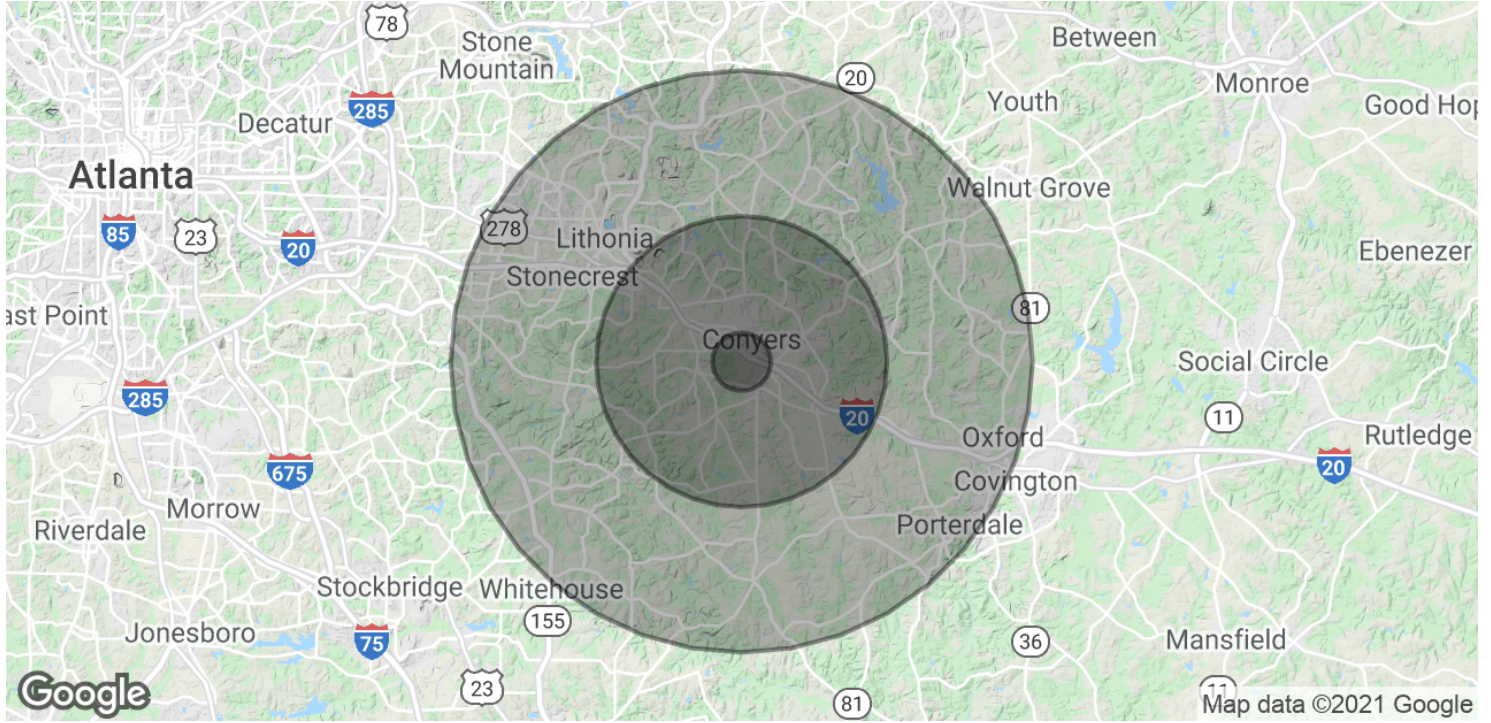 78
Stone
Mountain
Between
20
Monroe
285
Youth
Good Hop
Decatur
Atlanta
Walnut Grove
85
23
20
278
Lithonia
Ebenezer
Stonecrest
ast Point
81
Conyers
Social Circle
285
20
11
Oxford
Rutledge
675
20
Covington
Morrow
Porterdale
Riverdale
Stockbridge
Whitehouse
155
Jonesboro
75
36
Mansfield
Google
23
81
11
Map data ©2021 Google